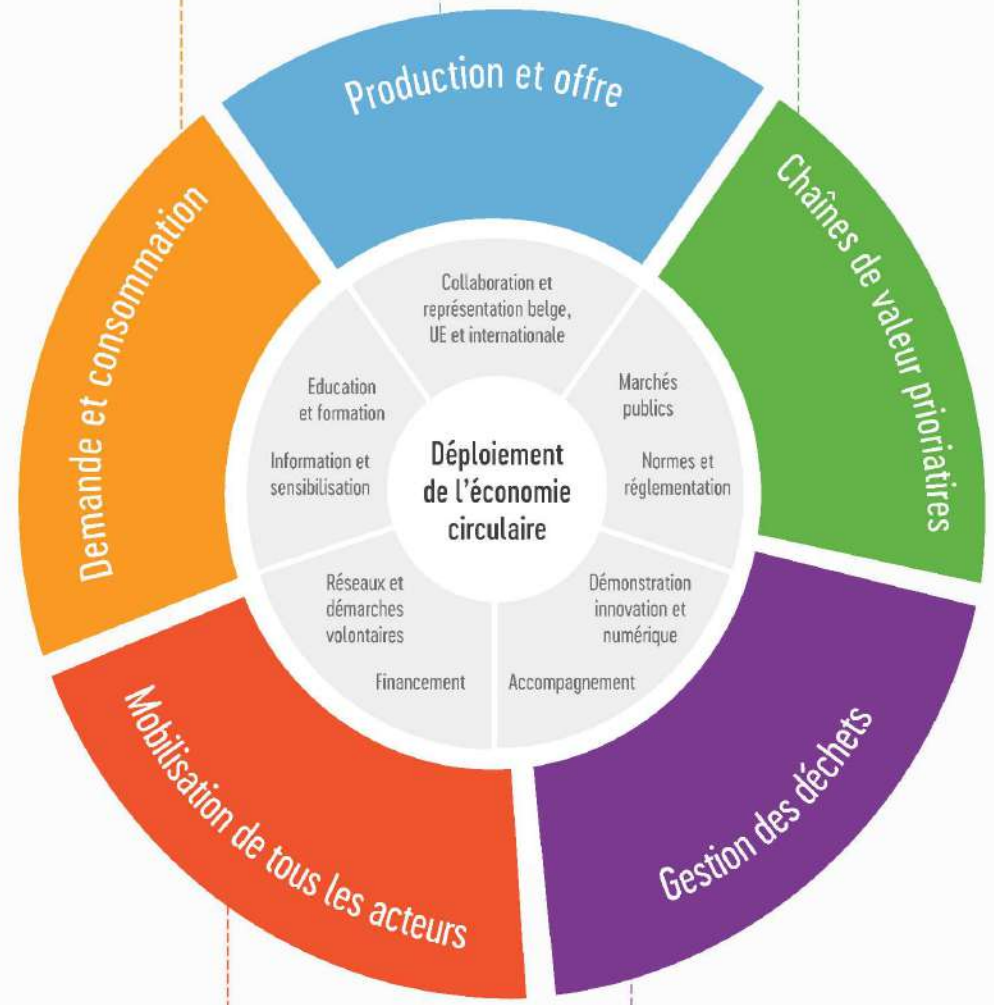 Production et offre
Chaînes de valeur prioriatires
Gestion des déchets
Mobilisation de tous les acteurs
Demande et consommation
Collaboration et
représentation belge,
UE et internationale
Marchés
publics
Normes et
réglementation
Démonstration
innovation et
numérique
Accompagnement
Financement
Réseaux et
démarches
volontaires
Information et
sensibilisation
Education
et formation
Déploiement
de l'économie
circulaire